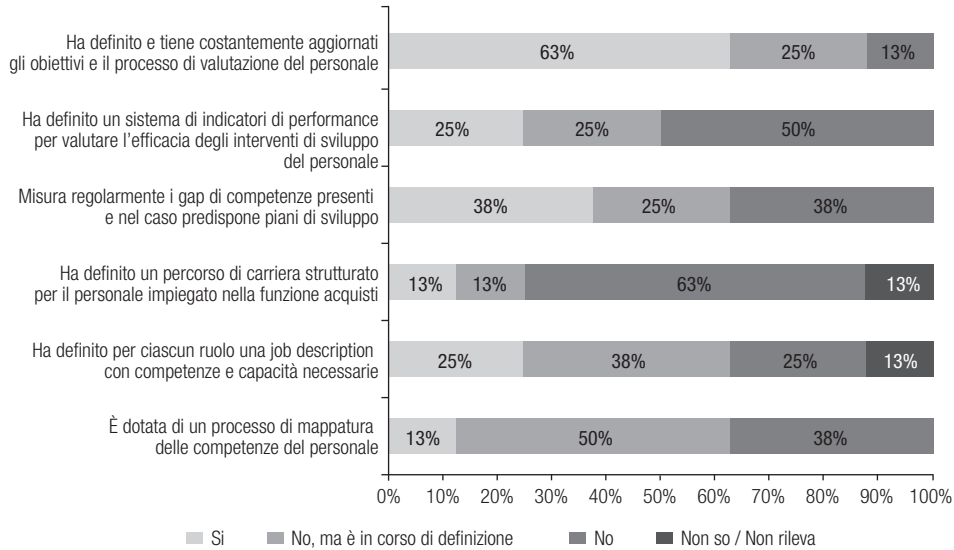 Ha definito e tiene costantemente aggiornati
gli obiettivi e il processo di valutazione del personale
63% 25% 13%
Ha definito un sistema di indicatori di performance
per valutare l'efficacia degli interventi di sviluppo
del personale
25% 25% 50%
Misura regolarmente i gap di competenze presenti
e nel caso predispone piani di sviluppo
38% 25% 38%
Ha definito un percorso di carriera strutturato
per il personale impiegato nella funzione acquisti
13% 13% 63% 13%
Ha definito per ciascun ruolo una job description
con competenze e capacità necessarie
25% 38% 25% 13%
È dotata di un processo di mappatura
delle competenze del personale
13% 50% 38%
0% 10% 20% 30% 40% 50% 60% 70% 80% 90% 100%
Si No, ma è in corso di definizione No Non so / Non rileva